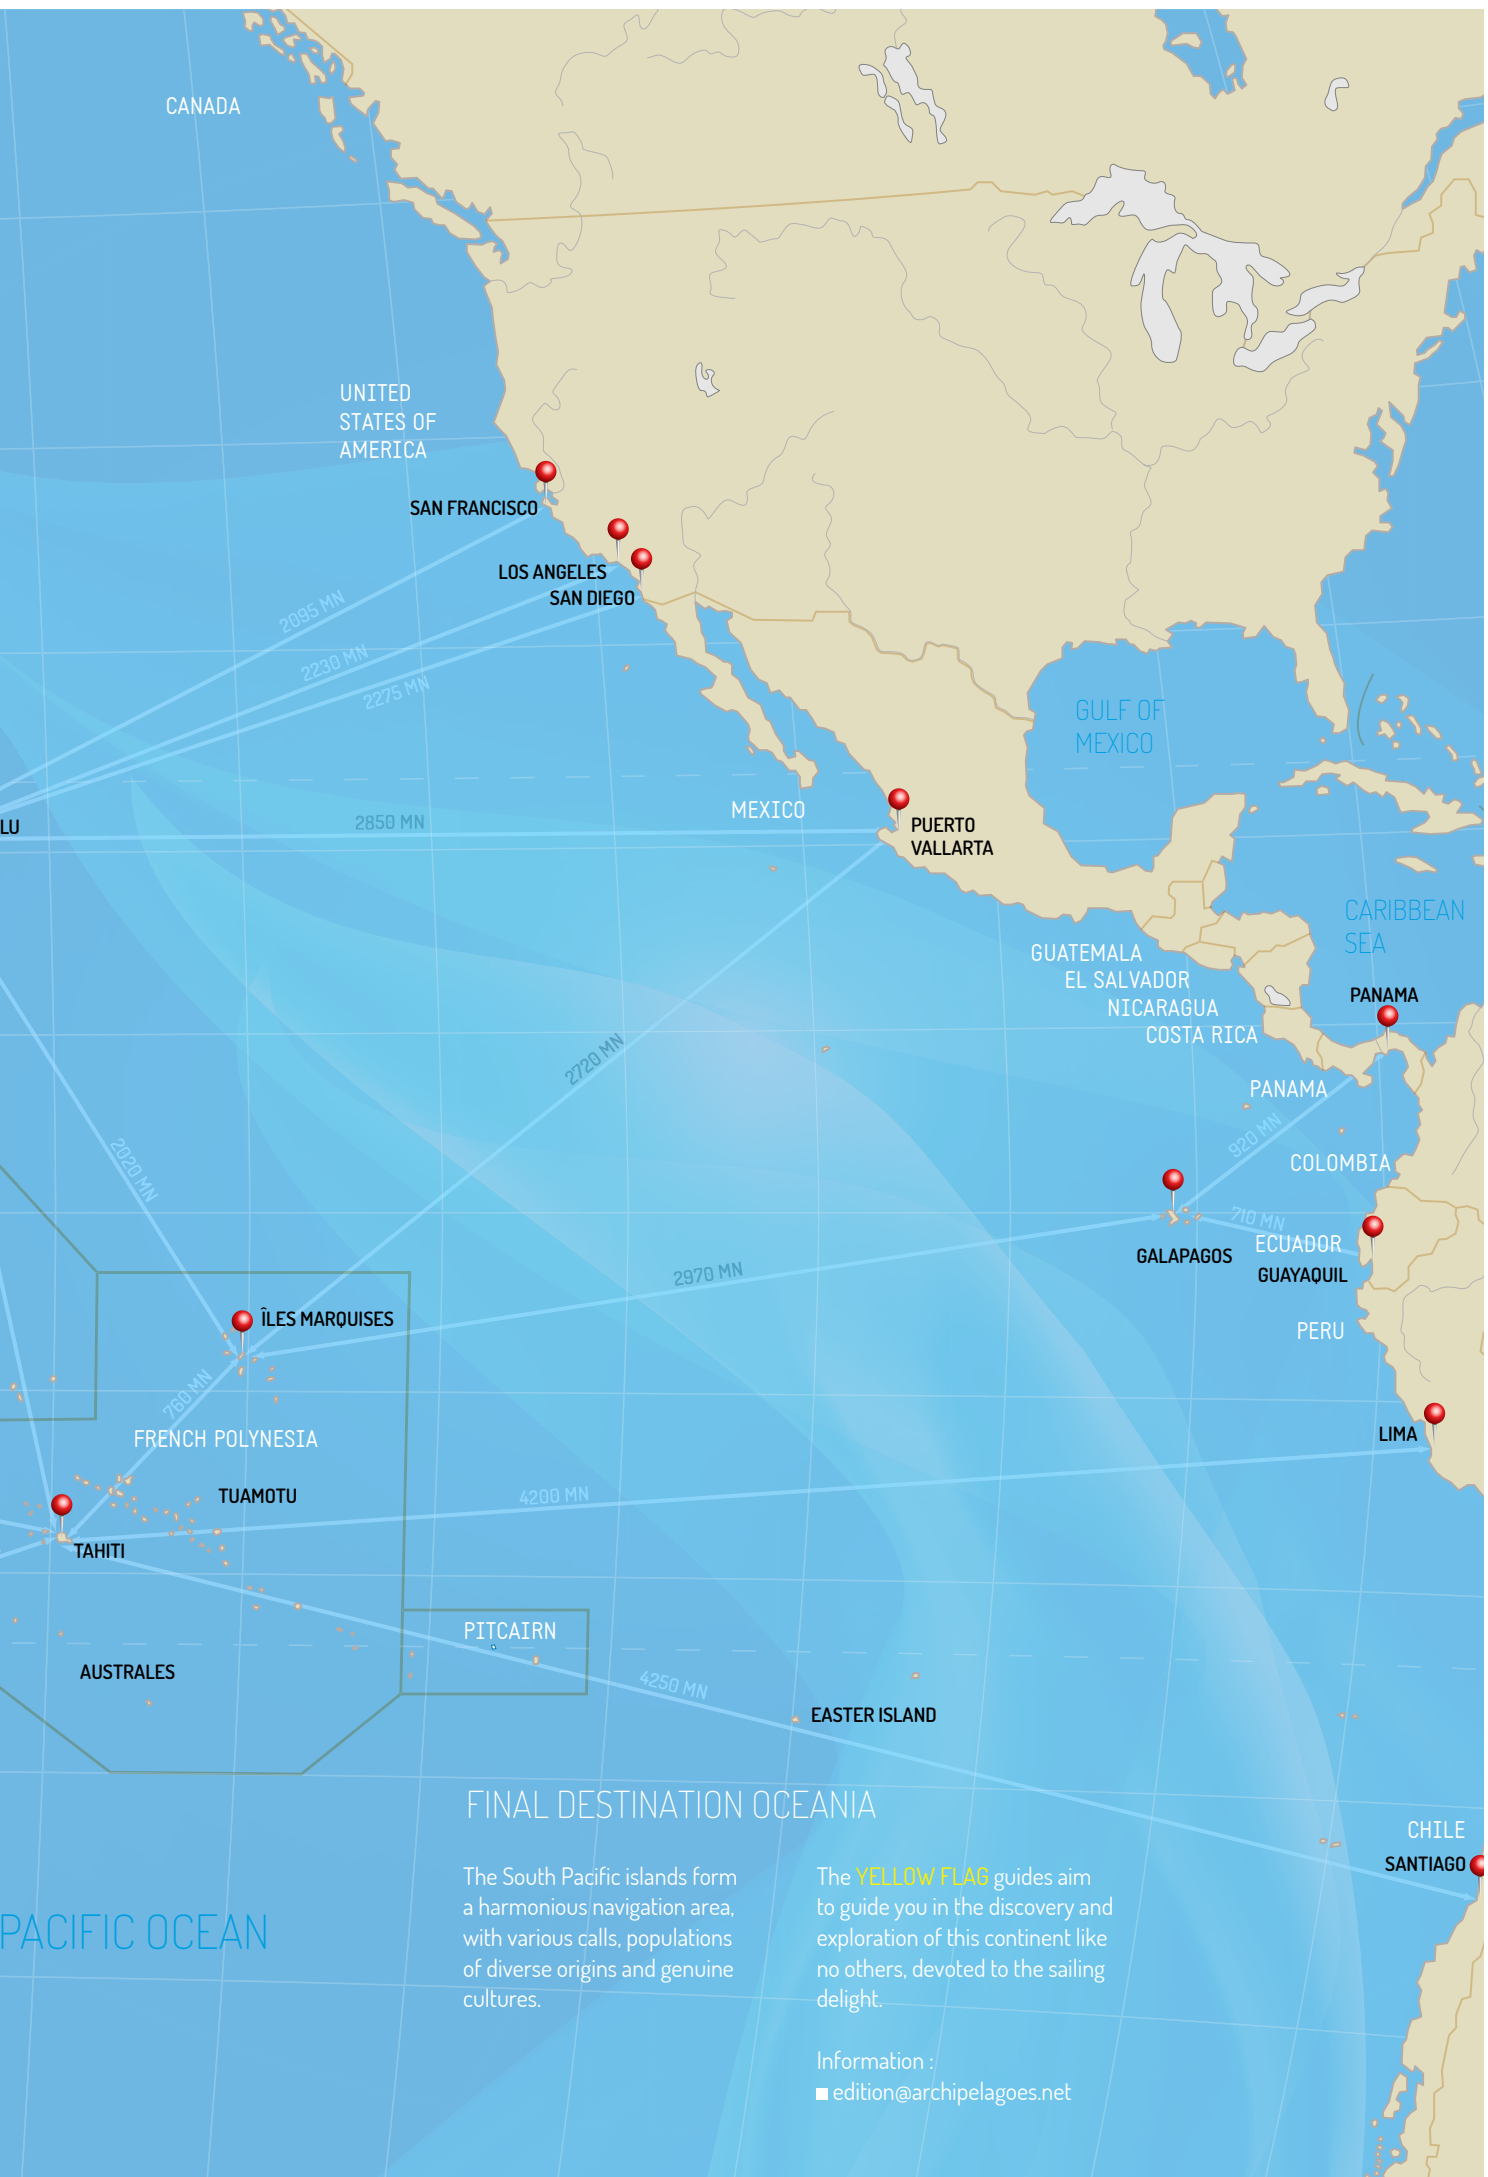 CANADA
UNITED
STATES OF
AMERICA
SAN FRANCISCO
LOS ANGELES
SAN DIEGO
2095 MN
2230 MN
2275 MN
GULF OF
MEXICO
MEXICO
LU
2850 MN
PUERTO
VALLARTA
CARIBBEAN
SEA
GUATEMALA
EL SALVADOR
NICARAGUA
COSTA RICA
PANAMA
PANAMA
2720 MN
2020 MN
920 MN
COLOMBIA
710 MN
ECUADOR
GALAPAGOS
GUAYAQUIL
2970 MN
ÎLES MARQUISES
PERU
760 MN
FRENCH POLYNESIA
LIMA
TUAMOTU
4200 MN
TAHITI
PITCAIRN
AUSTRALES
4250 MN
EASTER ISLAND
FINAL DESTINATION OCEANIA
CHILE
SANTIAGO
PACIFIC OCEAN
The South Pacific islands form
a harmonious navigation area,
with various calls, populations
of diverse origins and genuine
cultures.
The YELLOW FLAG guides aim
to guide you in the discovery and
exploration of this continent like
no others, devoted to the sailing
delight.
Information :
edition@archipelagoes.net